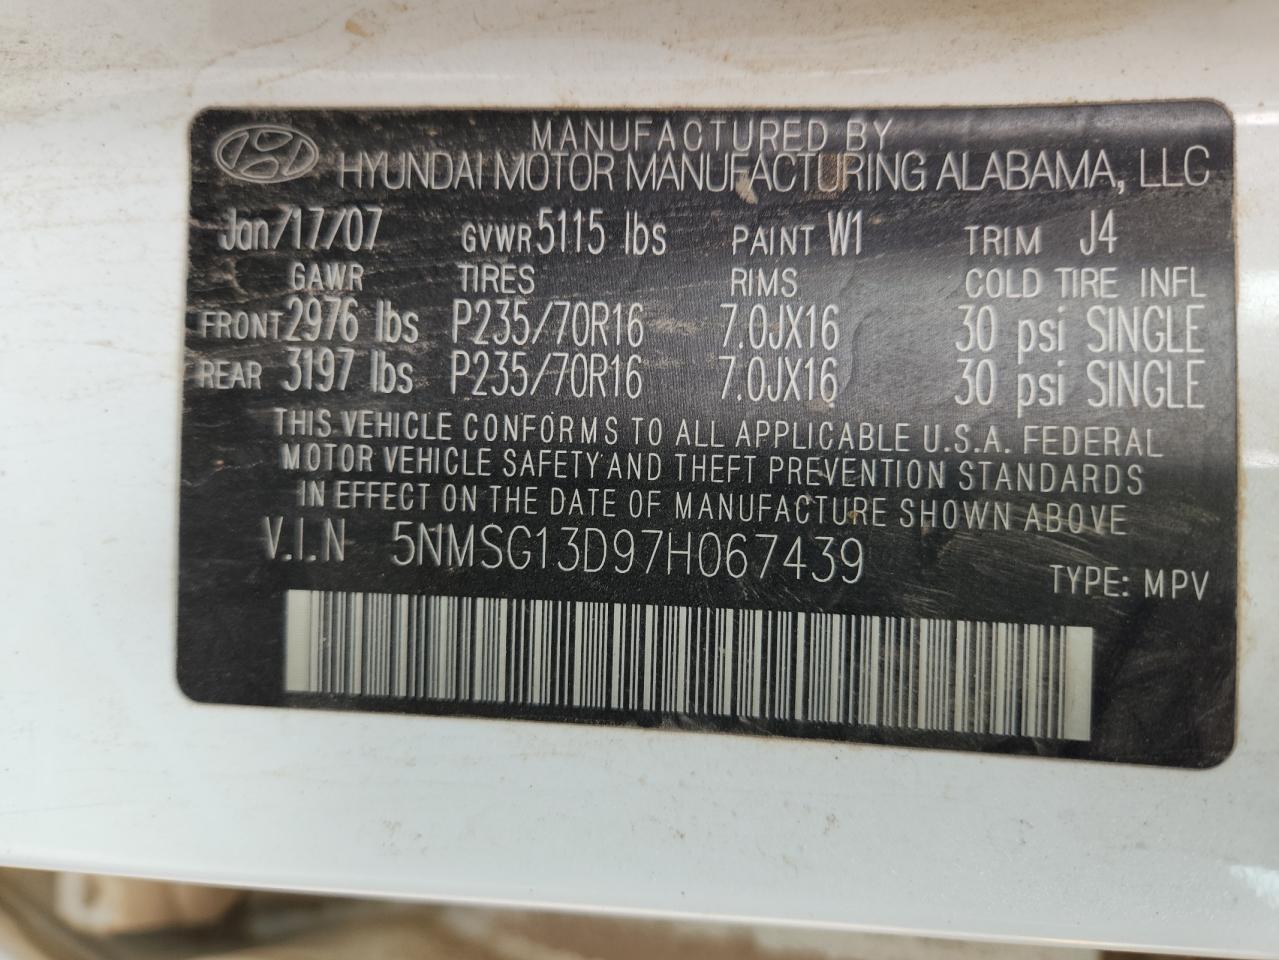 MANUFACTURED BY
HYUNDAI MOTOR MANUFACTURING ALABAMA, LLC
Jan/17/07 GVWR 5115 lbs PAINT W1 TRIM J4
GAWR TIRES RIMS COLD TIRE INFL
FRONT 2976 lbs P235/70R16 7.0JX16 30 psi SINGLE
REAR 3197 lbs P235/70R16 7.0JX16 30 psi SINGLE
THIS VEHICLE CONFORMS TO ALL APPLICABLE U.S.A. FEDERAL
MOTOR VEHICLE SAFETY AND THEFT PREVENTION STANDARDS
IN EFFECT ON THE DATE OF MANUFACTURE SHOWN ABOVE
V.I.N 5NMSG13D97H067439
TYPE: MPV